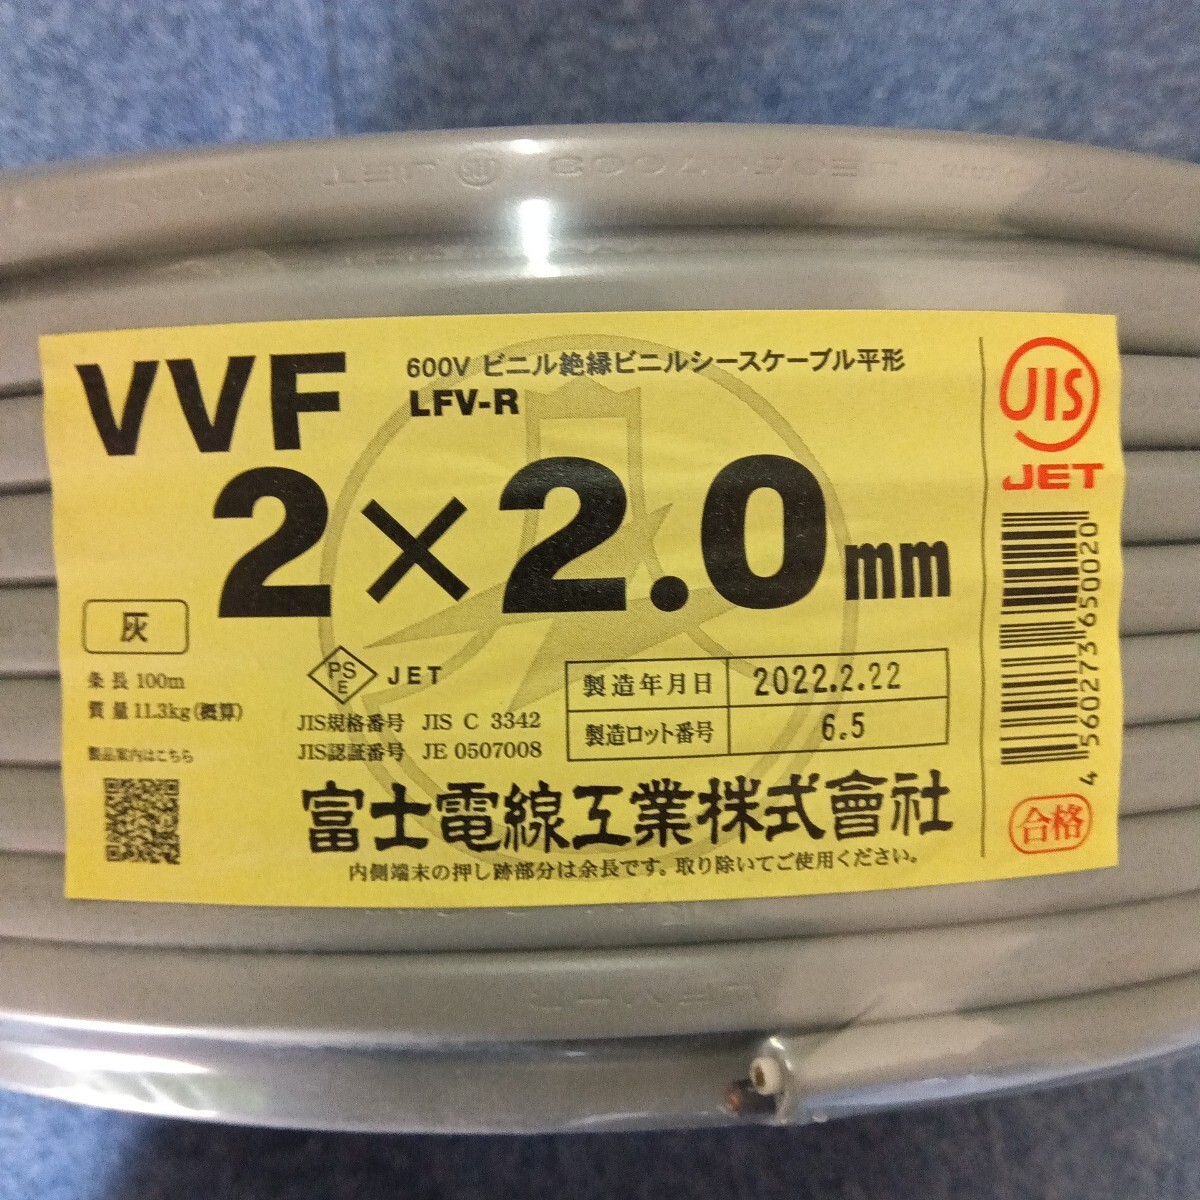 VVF
600V ビニル絶縁ビニルシースケーブル平形
LFV-R
2×2.0mm
灰
条長 100m
質量 11.3kg(概算)
製品案内はこちら
PSE JET
JIS規格番号 JIS C 3342
JIS認証番号 JE 0507008
製造年月日 2022.2.22
製造ロット番号 6.5
富士電線工業株式會社
内側端末の押し跡部分は余長です。取り除いてご使用ください。
JIS
JET
4560273650020
合格
JET
LFV-R